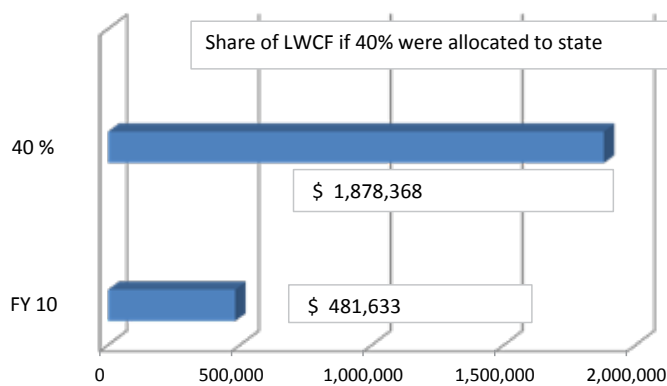 Share of LWCF if 40% were allocated to state
40 %
$ 1,878,368
FY 10
$ 481,633
0 500,000 1,000,000 1,500,000 2,000,000